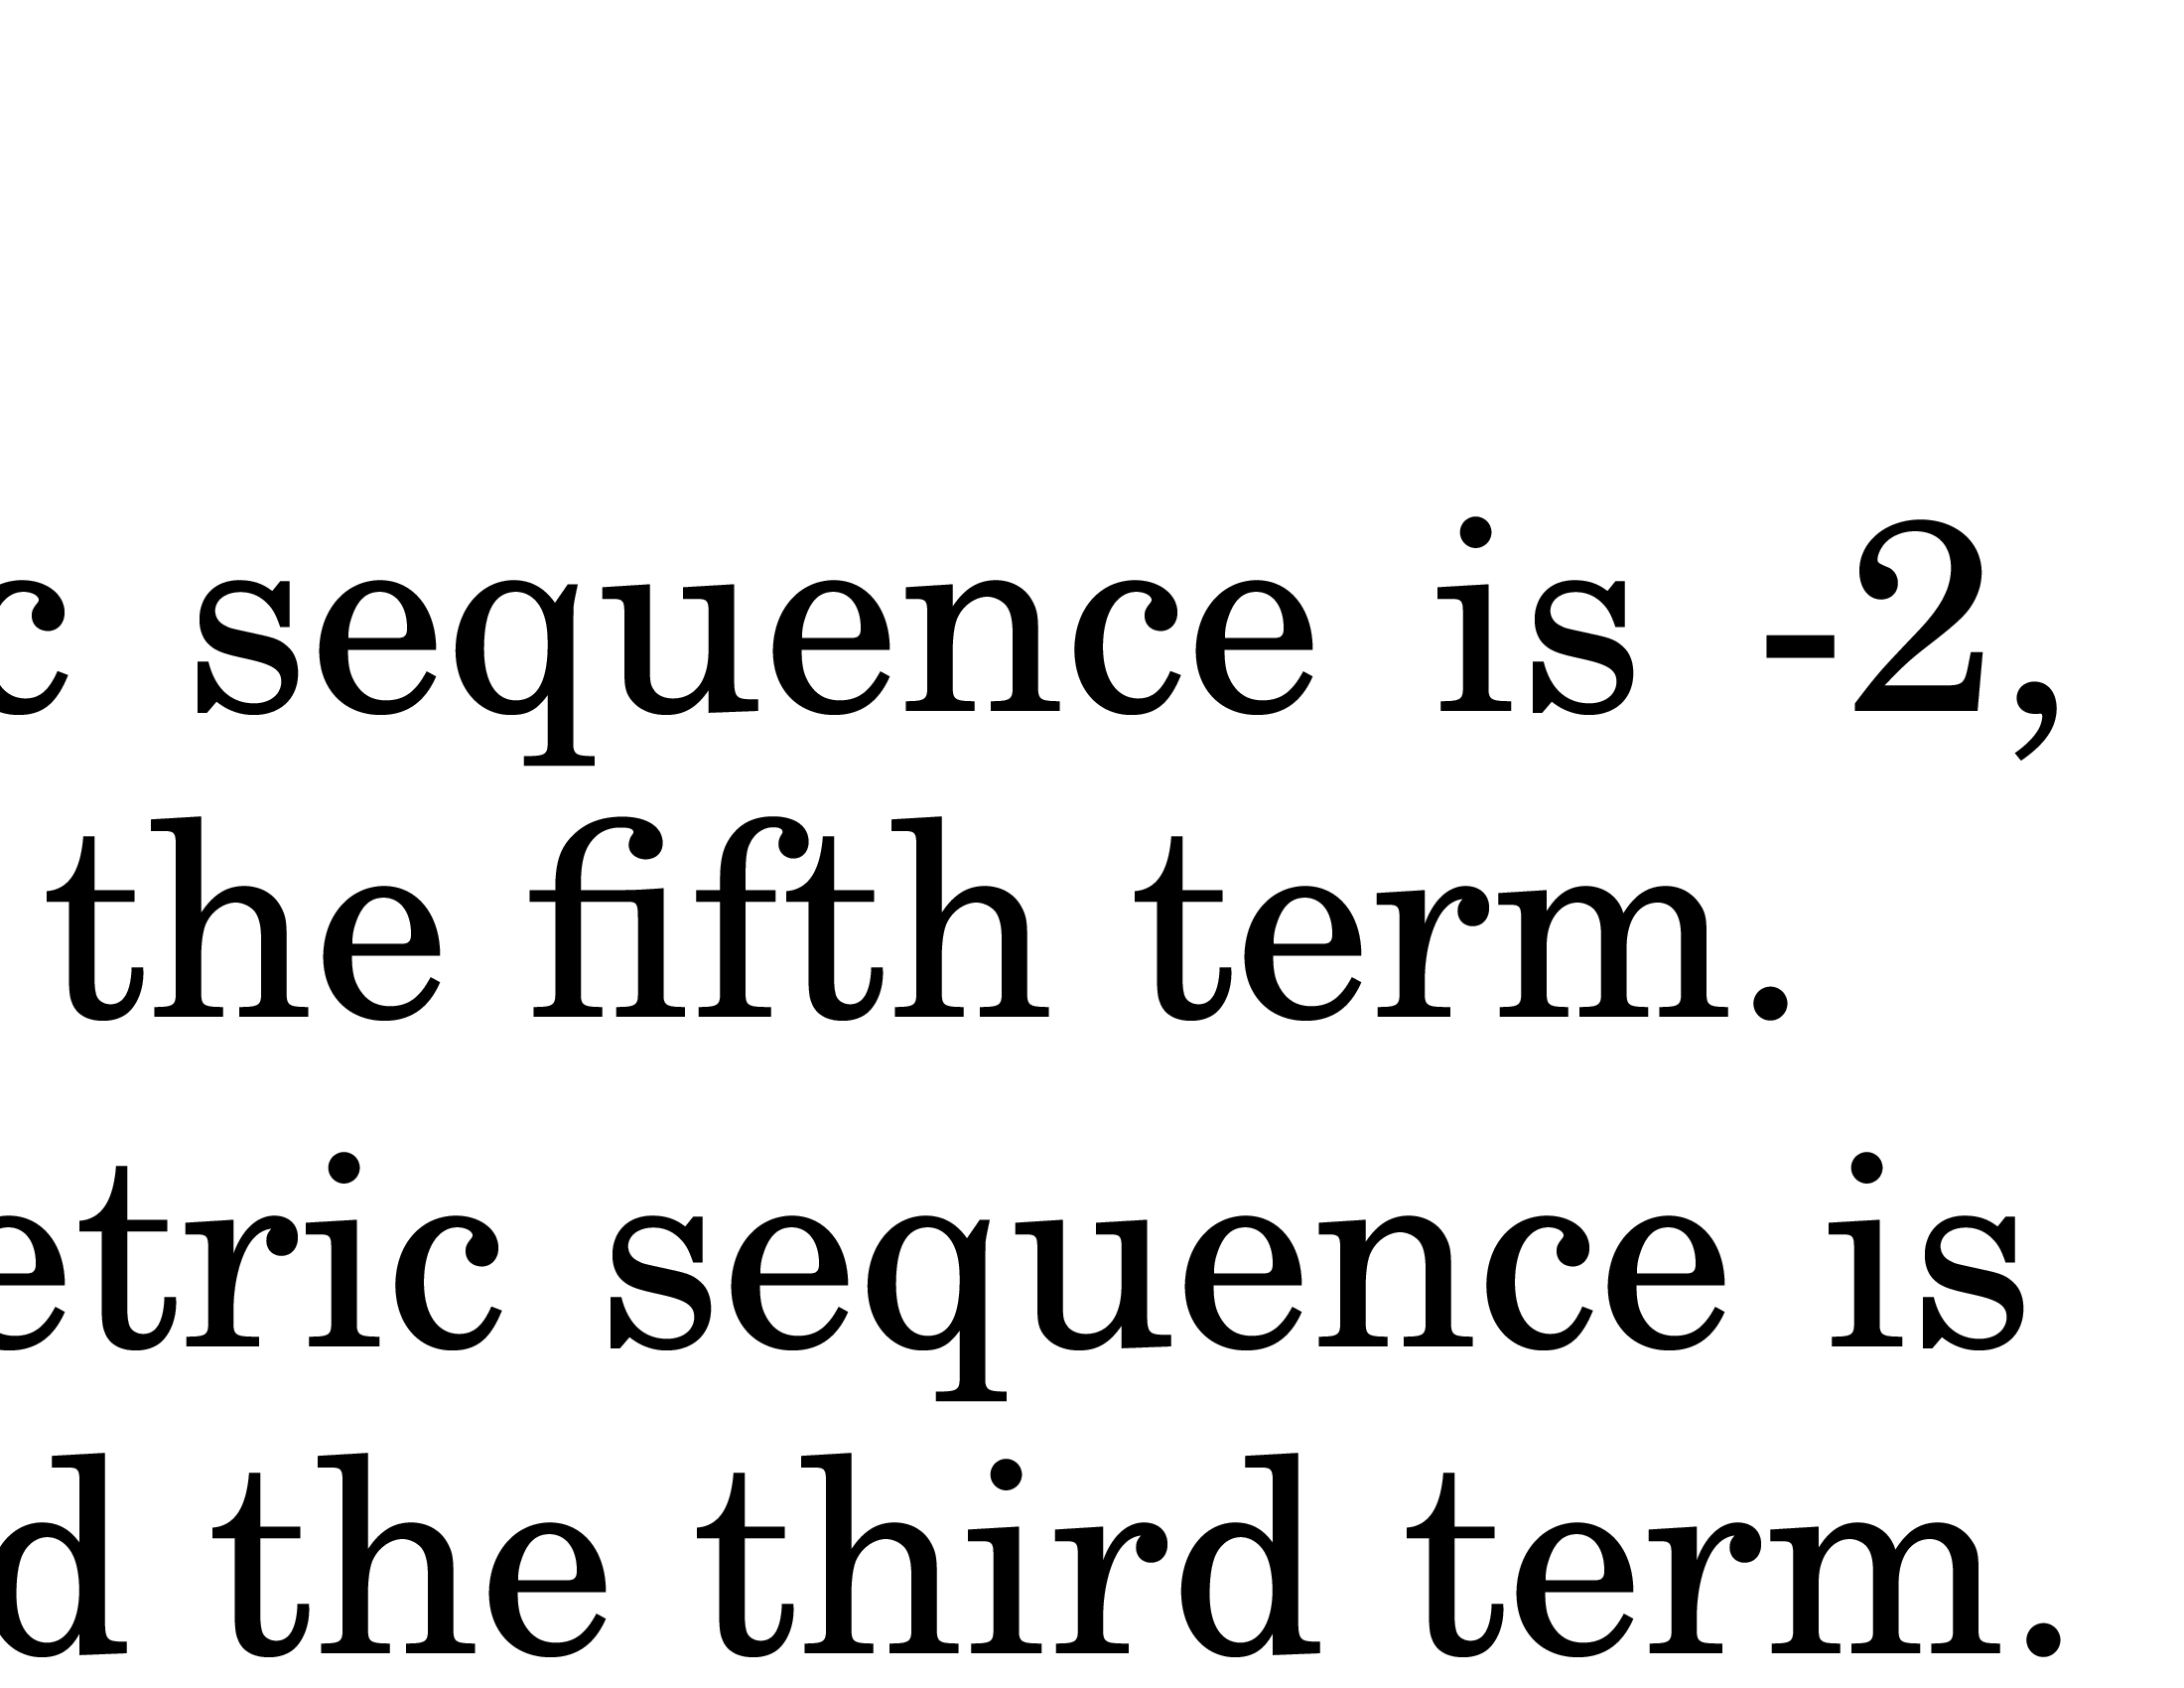 c sequence is -2,
the fifth term.
etric sequence is
d the third term.